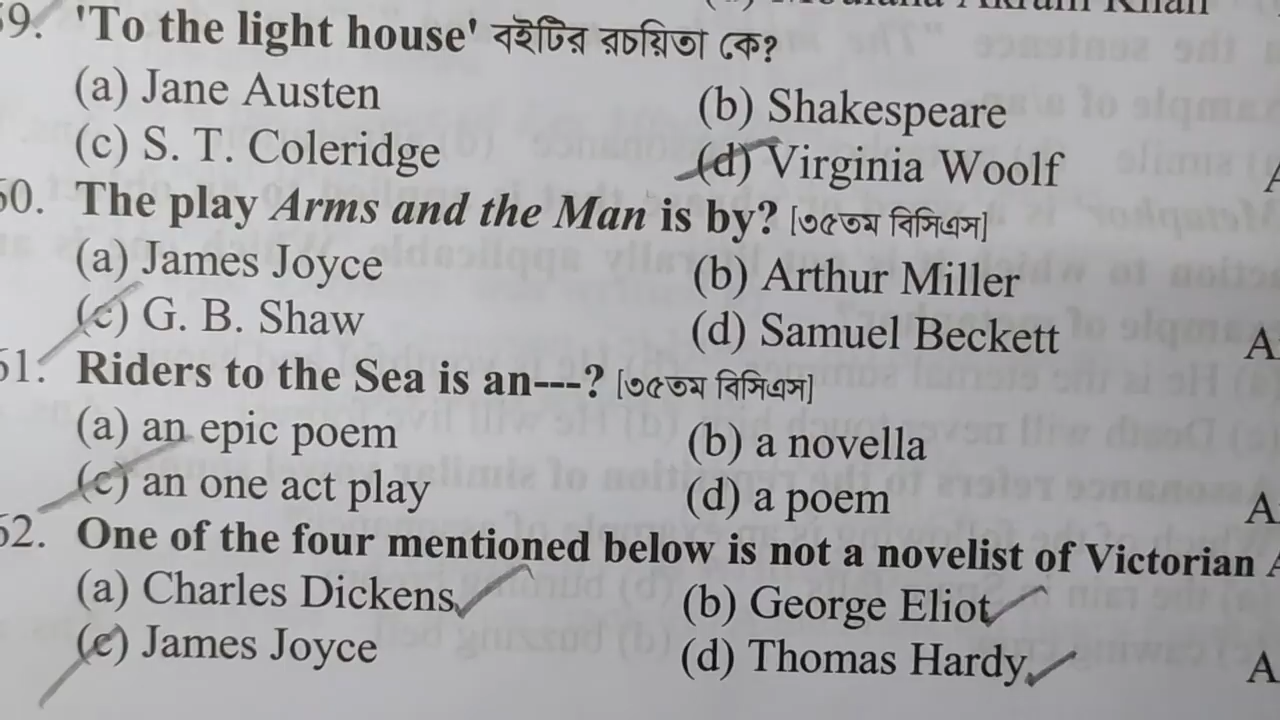 Akram Khan
59. 'To the light house' বইটির রচয়িতা কে?
(a) Jane Austen (b) Shakespeare
(c) S. T. Coleridge (d) Virginia Woolf A
60. The play Arms and the Man is by? [৩৫তম বিসিএস]
(a) James Joyce (b) Arthur Miller
(c) G. B. Shaw (d) Samuel Beckett A
61. Riders to the Sea is an---? [৩৫তম বিসিএস]
(a) an epic poem (b) a novella
(c) an one act play (d) a poem A
62. One of the four mentioned below is not a novelist of Victorian A
(a) Charles Dickens (b) George Eliot
(c) James Joyce (d) Thomas Hardy A